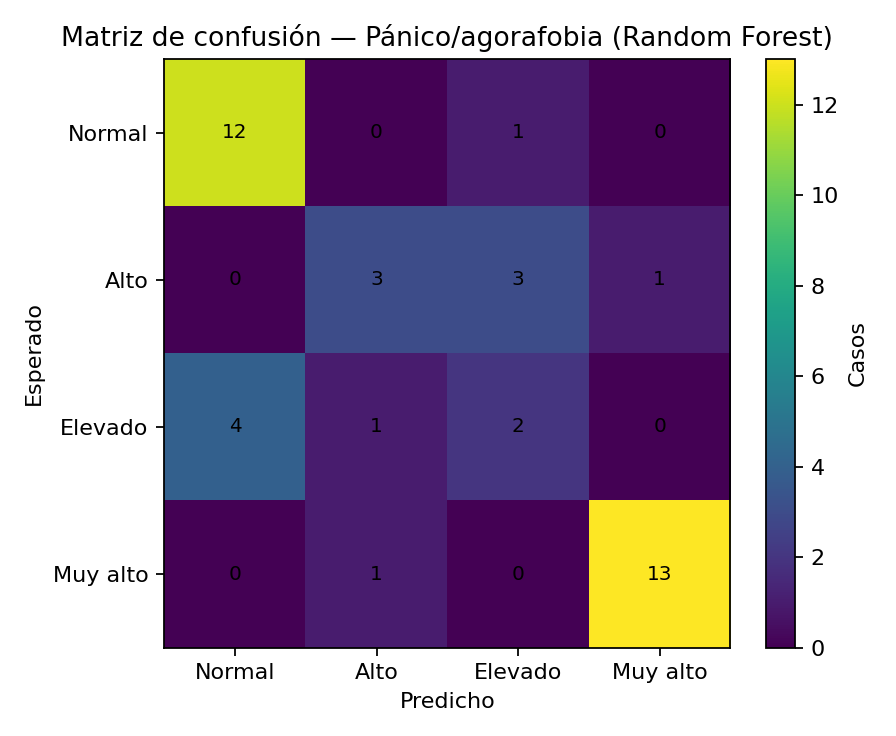 Matriz de confusión — Pánico/agorafobia (Random Forest)
Esperado
Normal
12 0 1 0
Alto
0 3 3 1
Elevado
4 1 2 0
Muy alto
0 1 0 13
Normal Alto Elevado Muy alto
Predicho
12
10
8
6
4
2
0
Casos